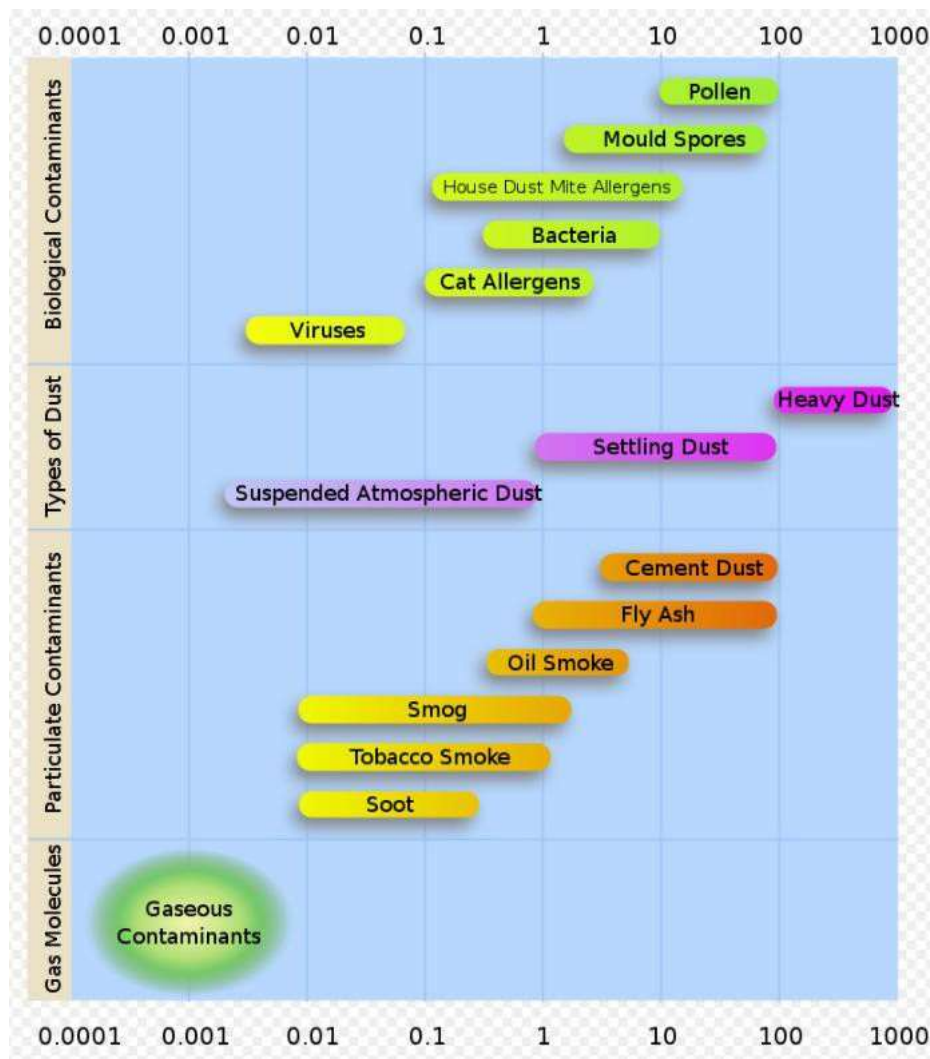 0.0001 0.001 0.01 0.1 1 10 100 1000
Biological Contaminants
Pollen
Mould Spores
House Dust Mite Allergens
Bacteria
Cat Allergens
Viruses
Types of Dust
Heavy Dust
Settling Dust
Suspended Atmospheric Dust
Particulate Contaminants
Cement Dust
Fly Ash
Oil Smoke
Smog
Tobacco Smoke
Soot
Gas Molecules
Gaseous
Contaminants
0.0001 0.001 0.01 0.1 1 10 100 1000